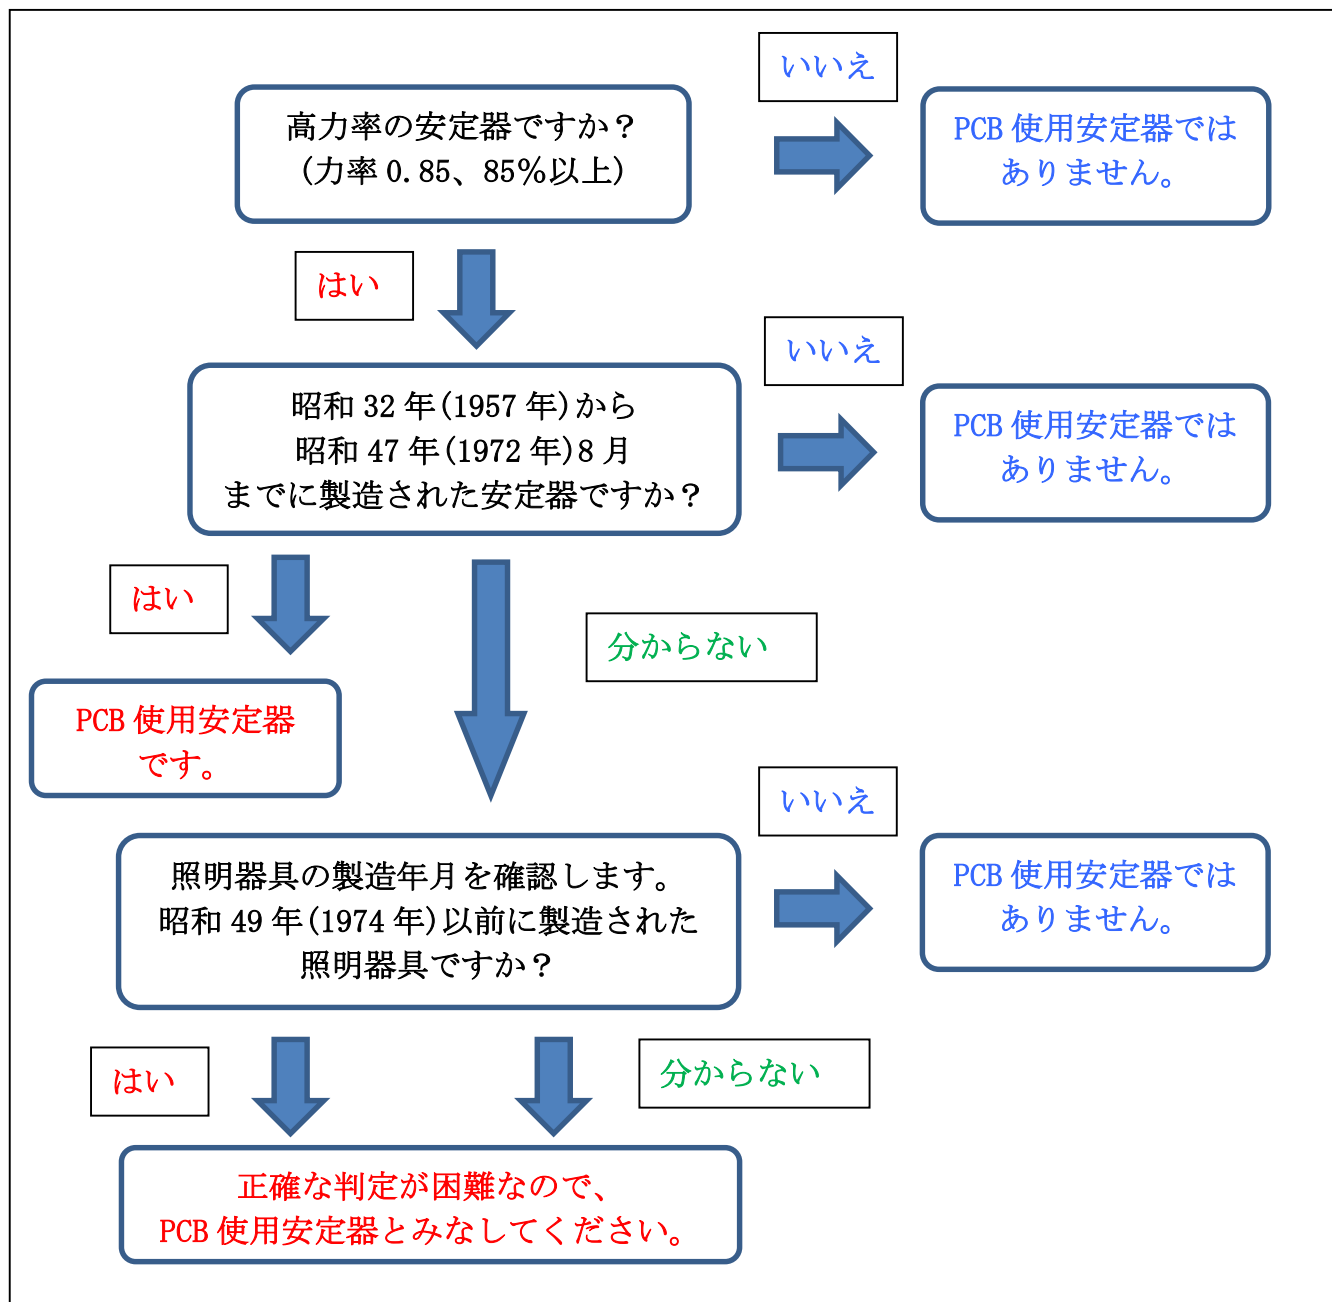 いいえ
高力率の安定器ですか？
(力率 0.85、85%以上)
PCB 使用安定器では
ありません。
はい
いいえ
昭和 32 年(1957 年)から
昭和 47 年(1972 年)8 月
までに製造された安定器ですか？
PCB 使用安定器では
ありません。
はい
分からない
PCB 使用安定器
です。
いいえ
照明器具の製造年月を確認します。
昭和 49 年(1974 年)以前に製造された
照明器具ですか？
PCB 使用安定器では
ありません。
はい
分からない
正確な判定が困難なので、
PCB 使用安定器とみなしてください。